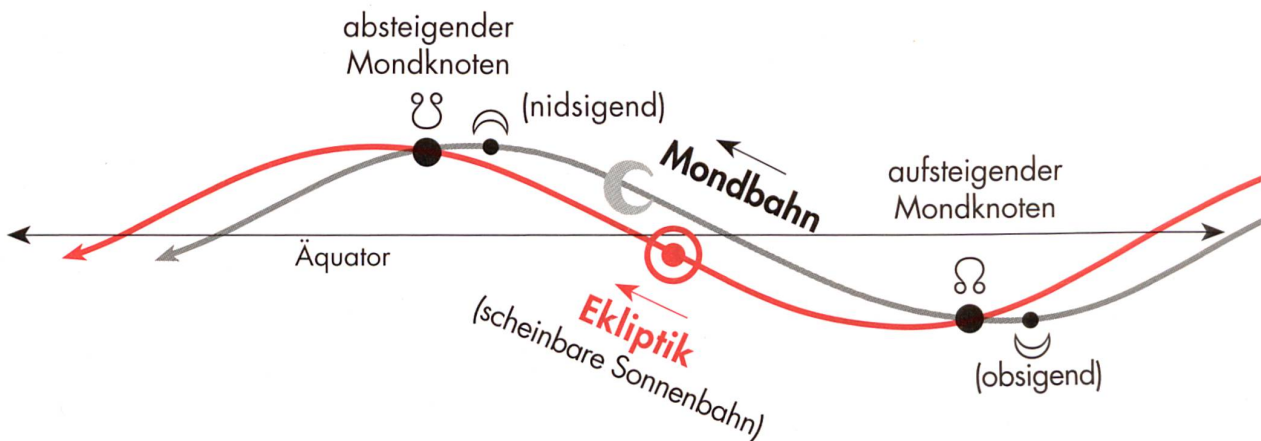 absteigender
Mondknoten
☋
(nidsigend)
Mondbahn
aufsteigender
Mondknoten
Äquator
☊
Ekliptik
(scheinbare Sonnenbahn)
(obsigend)